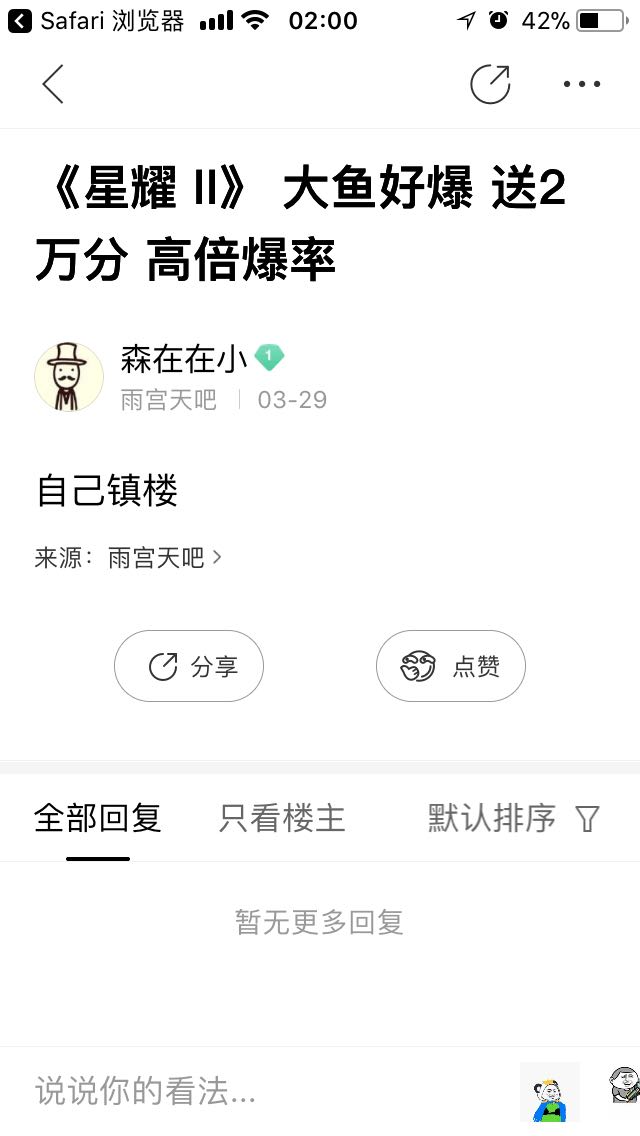 Safari 浏览器 02:00 42%
《星耀 II》 大鱼好爆 送2
万分 高倍爆率
森在在小 1
雨宫天吧 03-29
自己镇楼
来源：雨宫天吧
分享 点赞
全部回复 只看楼主 默认排序
暂无更多回复
说说你的看法...